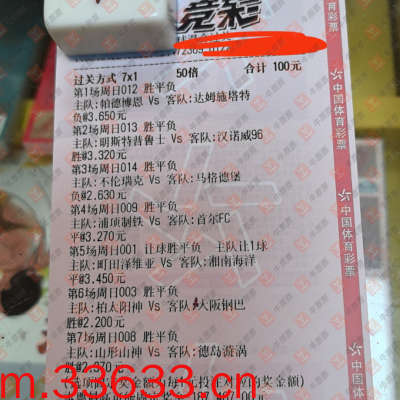 竞彩
过关方式 7x1 50倍 合计 100元
第1场周日012 胜平负
主队:帕德博恩 Vs 客队:达姆施塔特
负@3.650元
第2场周日013 胜平负
主队:明斯特普鲁士 Vs 客队:汉诺威96
胜@3.320元
第3场周日014 胜平负
主队:不伦瑞克 Vs 客队:马格德堡
负@2.630元
第4场周日009 胜平负
主队:浦项制铁 Vs 客队:首尔FC
平@3.270元
第5场周日001 让球胜平负 主队让1球
主队:町田泽维亚 Vs 客队:湘南海洋
平@3.450元
第6场周日003 胜平负
主队:柏太阳神 Vs 客队:大阪钢巴
胜@2.200元
第7场周日008 胜平负
主队:山形山神 Vs 客队:德岛漩涡
胜@2.370元
m.33633.cn
中国体育彩票
中国体育彩票
中国体育彩票